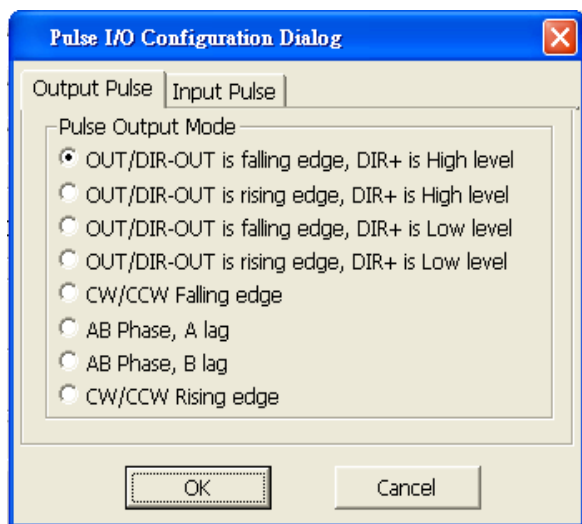 Pulse I/O Configuration Dialog
Output Pulse
Input Pulse
Pulse Output Mode
OUT/DIR-OUT is falling edge, DIR+ is High level
OUT/DIR-OUT is rising edge, DIR+ is High level
OUT/DIR-OUT is falling edge, DIR+ is Low level
OUT/DIR-OUT is rising edge, DIR+ is Low level
CW/CCW Falling edge
AB Phase, A lag
AB Phase, B lag
CW/CCW Rising edge
OK
Cancel